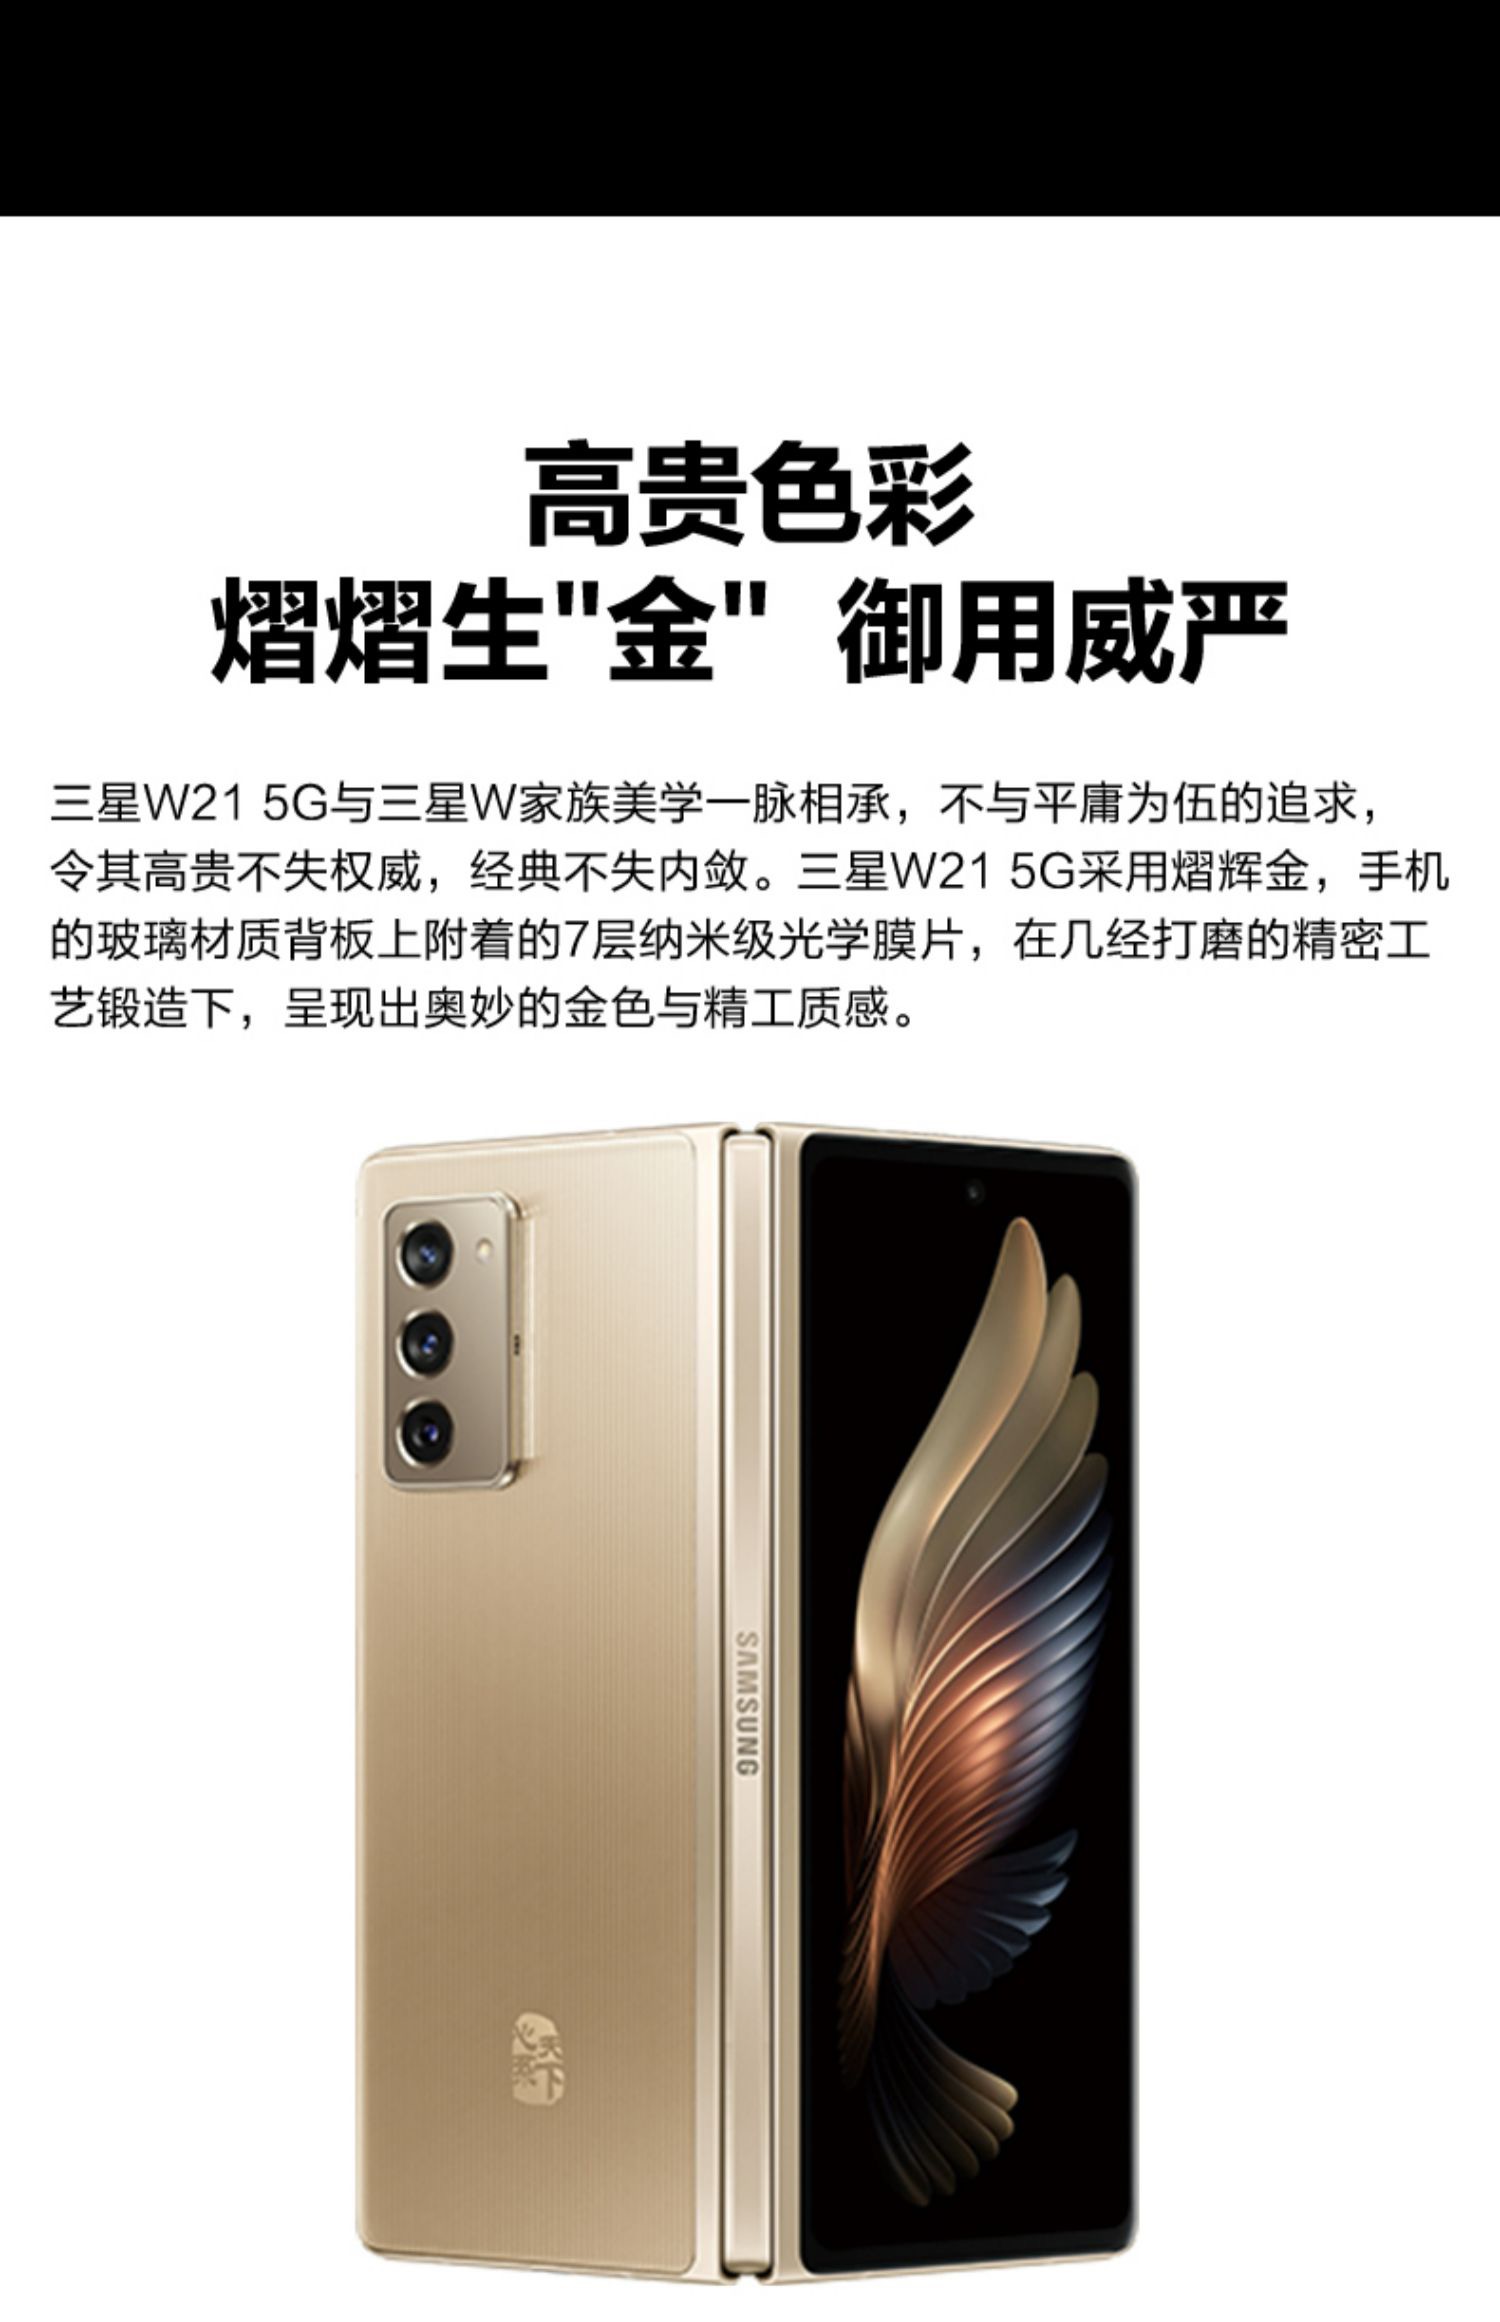 高贵色彩
熠熠生"金" 御用威严
三星W21 5G与三星W家族美学一脉相承，不与平庸为伍的追求，
令其高贵不失权威，经典不失内敛。三星W21 5G采用熠辉金，手机
的玻璃材质背板上附着的7层纳米级光学膜片，在几经打磨的精密工
艺锻造下，呈现出奥妙的金色与精工质感。
SAMSUNG
心系
天下